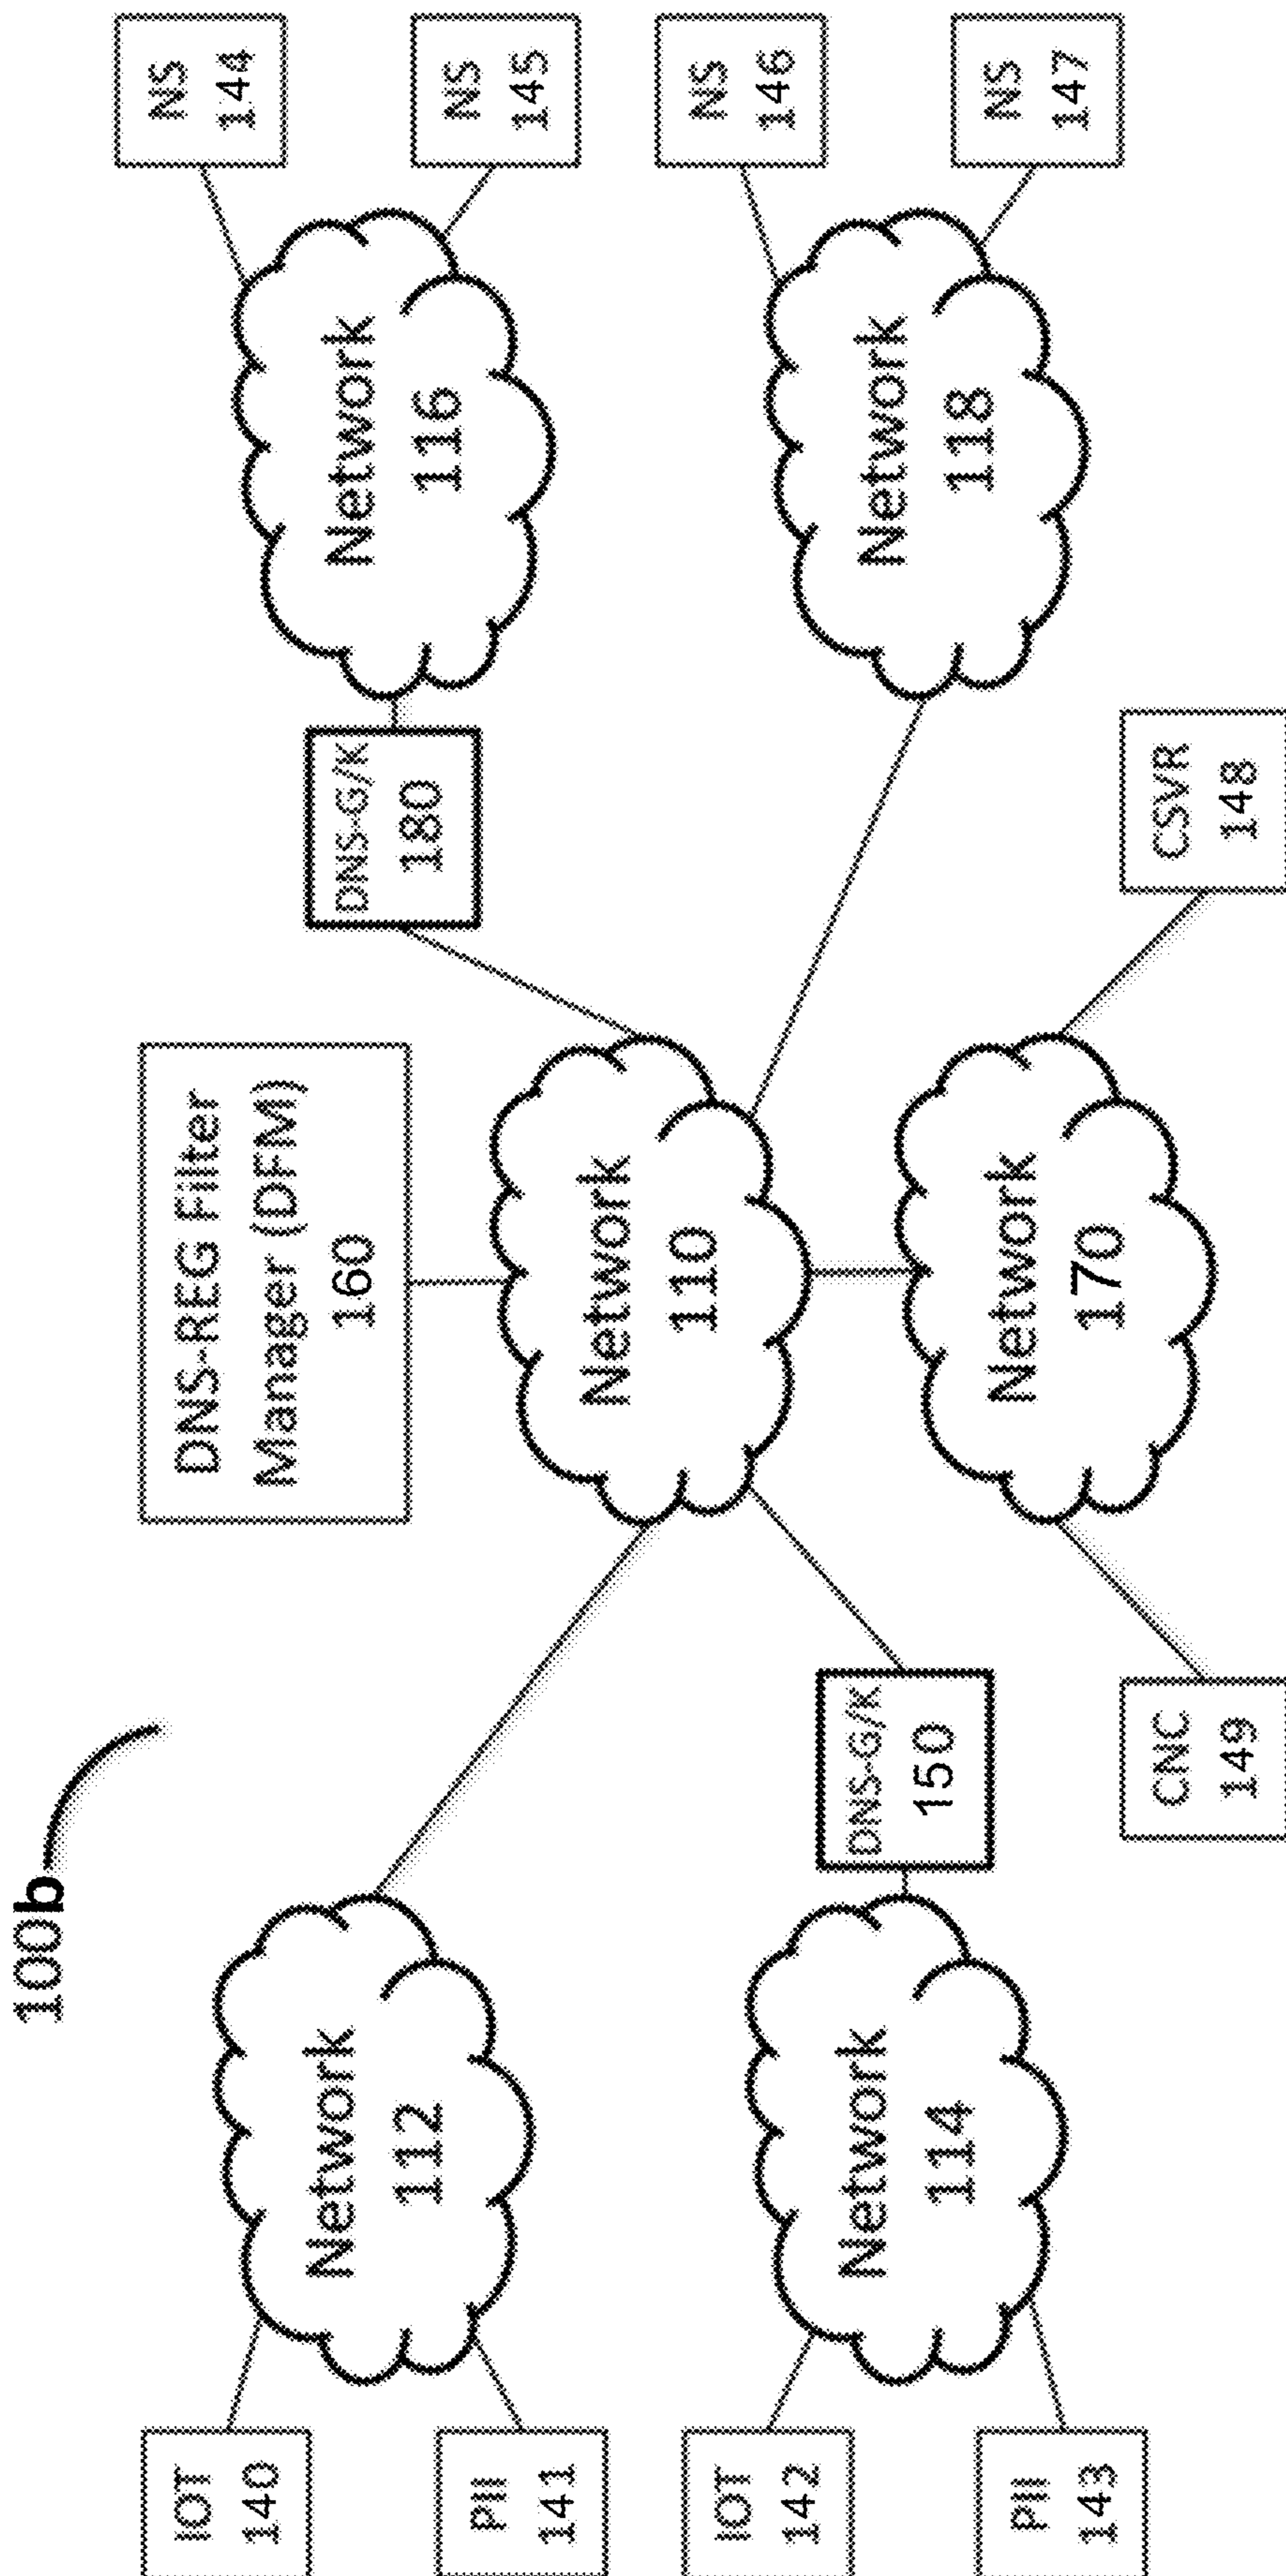 100b
IOT
140
PII
141
IOT
142
PII
143
Network
112
Network
114
DNS-G/K
150
CNC
149
DNS-REG Filter
Manager (DFM)
160
Network
110
Network
170
DNS-G/K
180
CSVR
148
Network
116
Network
118
NS
144
NS
145
NS
146
NS
147